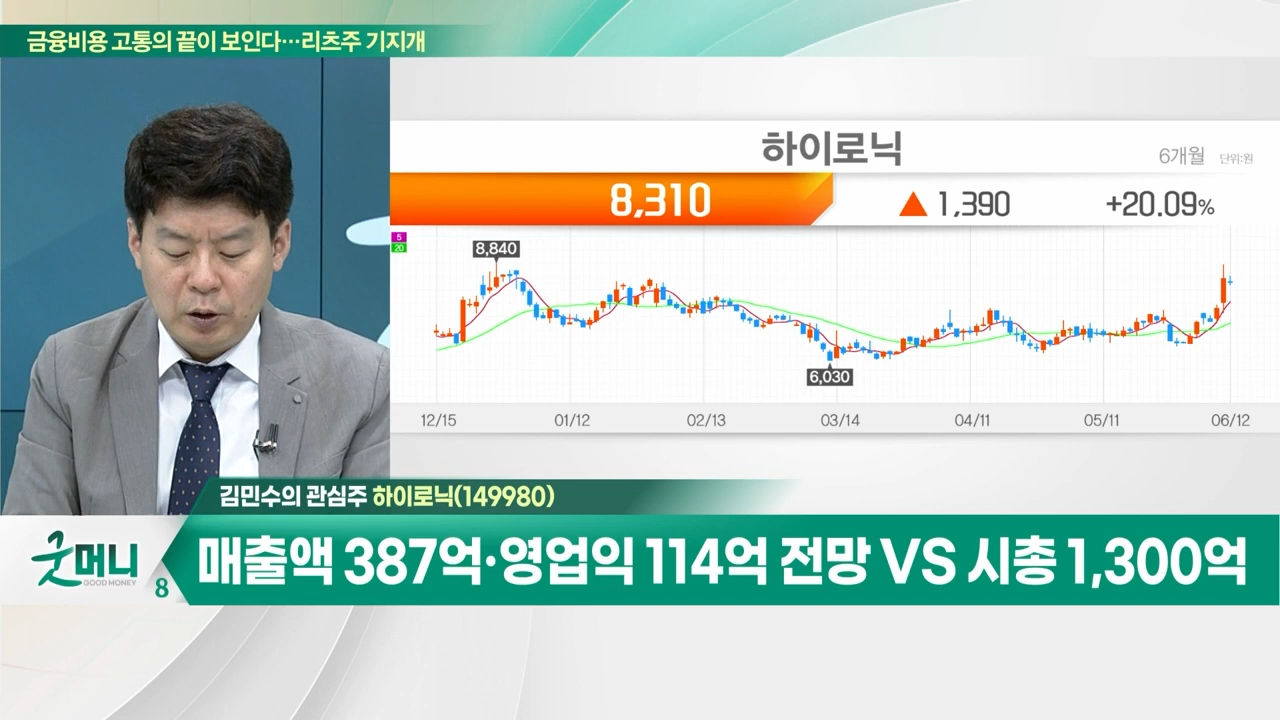 금융비용 고통의 끝이 보인다…리츠주 기지개
하이로닉
6개월 단위:원
8,310 ▲ 1,390 +20.09%
5
20
8,840
6,030
12/15 01/12 02/13 03/14 04/11 05/11 06/12
김민수의 관심주 하이로닉(149980)
굿머니
GOOD MONEY
8
매출액 387억·영업익 114억 전망 VS 시총 1,300억